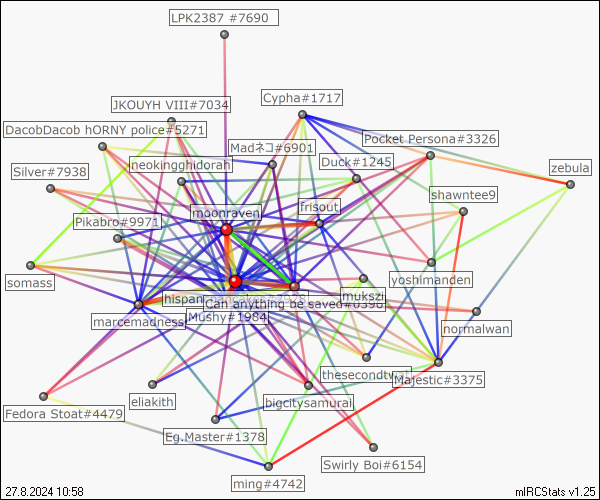 LPK2387 #7690
Cypha#1717
JKOUYH VIII#7034
DacobDacob hORNY police#5271
Pocket Persona#3326
Madネコ#6901
Duck#1245
neokingghidorah
Silver#7938
zebula
shawntee9
moonraven
frisout
Pikabro#9971
yoshimanden
somass
mukszi
Can anything be saved#0398
marcemadness
Mushy#1984
normalwan
Majestic#3375
eliakith
bigcitysamurai
Fedora Stoat#4479
Eg.Master#1378
Swirly Boi#6154
ming#4742
27.8.2024 10:58
mIRCStats v1.25